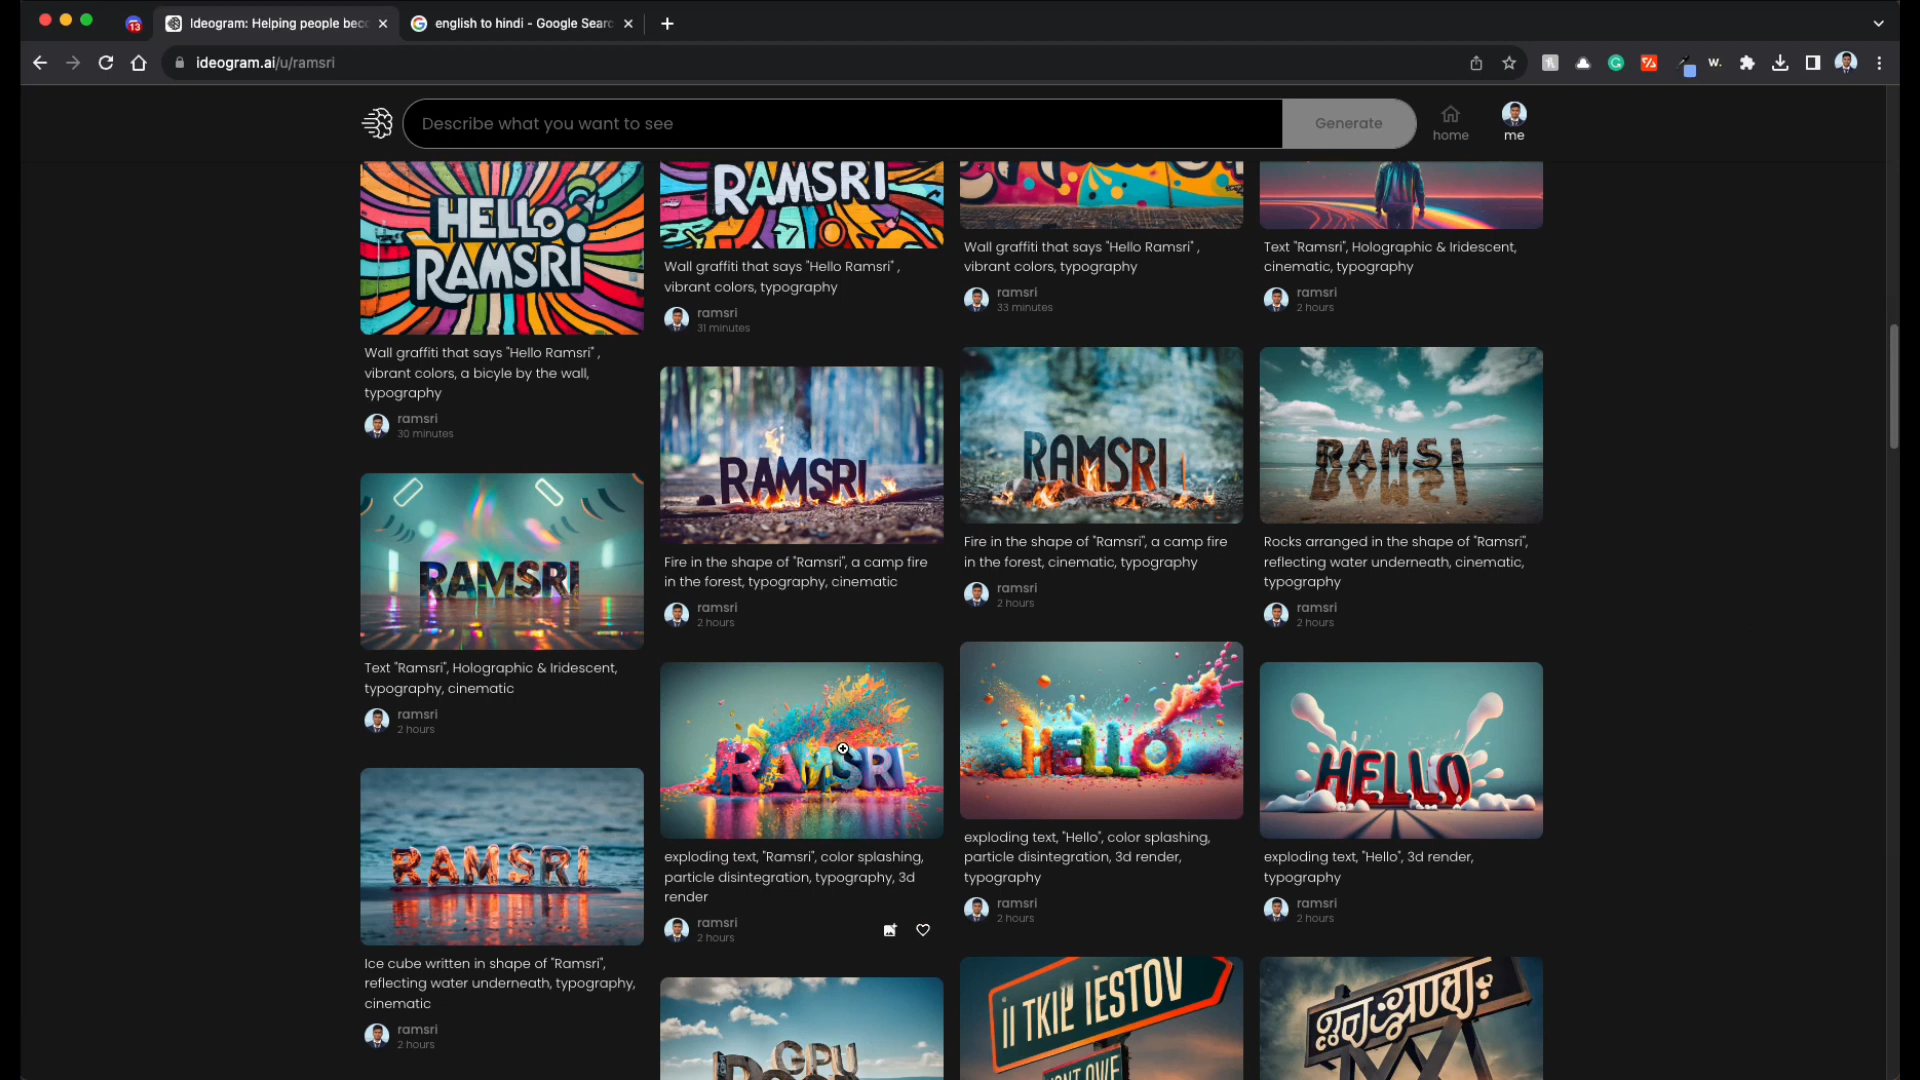 13
Ideogram: Helping people beco
english to hindi - Google Searc
ideogram.ai/u/ramsri
Describe what you want to see
Generate
home
me
HELLO
RAMSRI
Wall graffiti that says "Hello Ramsri" ,
vibrant colors, a bicyle by the wall,
typography
ramsri
30 minutes
RAMSRI
Text "Ramsri", Holographic & Iridescent,
typography, cinematic
ramsri
2 hours
RAMSRI
Ice cube written in shape of "Ramsri",
reflecting water underneath, typography,
cinematic
ramsri
2 hours
RAMSRI
Wall graffiti that says "Hello Ramsri" ,
vibrant colors, typography
ramsri
31 minutes
RAMSRI
Fire in the shape of "Ramsri", a camp fire
in the forest, typography, cinematic
ramsri
2 hours
RAMSRI
exploding text, "Ramsri", color splashing,
particle disintegration, typography, 3d
render
ramsri
2 hours
GPU
Wall graffiti that says "Hello Ramsri" ,
vibrant colors, typography
ramsri
33 minutes
RAMSRI
Fire in the shape of "Ramsri", a camp fire
in the forest, cinematic, typography
ramsri
2 hours
HELLO
exploding text, "Hello", color splashing,
particle disintegration, 3d render,
typography
ramsri
2 hours
Text "Ramsri", Holographic & Iridescent,
cinematic, typography
ramsri
2 hours
RAMSI
Rocks arranged in the shape of "Ramsri",
reflecting water underneath, cinematic,
typography
ramsri
2 hours
HELLO
exploding text, "Hello", 3d render,
typography
ramsri
2 hours